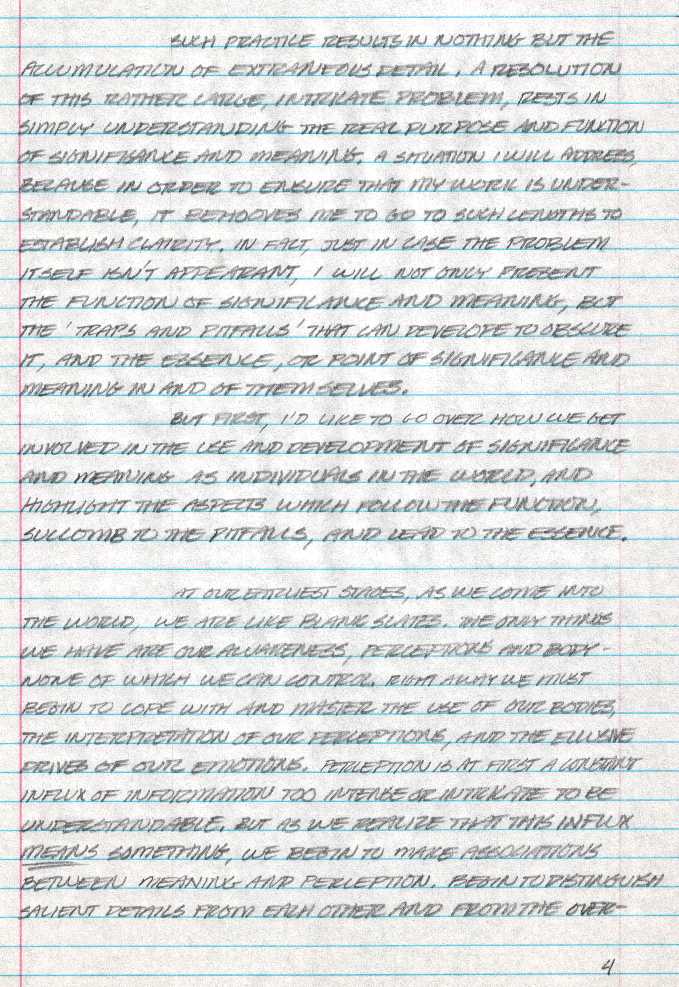 SUCH PRACTICE RESULTS IN NOTHING BUT THE
ACCUMULATION OF EXTRANEOUS DETAIL. A RESOLUTION
OF THIS RATHER LARGE, INTRICATE PROBLEM, RESTS IN
SIMPLY UNDERSTANDING THE REAL PURPOSE AND FUNCTION
OF SIGNIFIGANCE AND MEANING. A SITUATION I WILL ADDRESS,
BECAUSE IN ORDER TO ENSURE THAT MY WORK IS UNDER-
STANDABLE, IT BEHOOVES ME TO GO TO SUCH LENGTHS TO
ESTABLISH CLARITY. IN FACT, JUST IN CASE THE PROBLEM
ITSELF ISN'T APPEARANT, I WILL NOT ONLY PRESENT
THE FUNCTION OF SIGNIFIGANCE AND MEANING, BUT
THE 'TRAPS AND PITFALLS' THAT CAN DEVELOPE TO OBSCURE
IT, AND THE ESSENCE, OR POINT OF SIGNIFIGANCE AND
MEANING IN AND OF THEMSELVES.
BUT FIRST, I'D LIKE TO GO OVER HOW WE GET
INVOLVED IN THE USE AND DEVELOPMENT OF SIGNIFIGANCE
AND MEANING AS INDIVIDUALS IN THE WORLD, AND
HIGHLIGHT THE ASPECTS WHICH FOLLOW THE FUNCTION,
SUCCOMB TO THE PITFALLS, AND LEAD TO THE ESSENCE.
AT OUR EARLIEST STAGES, AS WE COME INTO
THE WORLD, WE ARE LIKE BLANK SLATES. THE ONLY THINGS
WE HAVE ARE OUR AWARENESS, PERCEPTIONS AND BODY-
NONE OF WHICH WE CAN CONTROL. RIGHT AWAY WE MUST
BEGIN TO COPE WITH AND MASTER THE USE OF OUR BODIES,
THE INTERPRETATION OF OUR PERCEPTIONS, AND THE ELUSIVE
DRIVES OF OUR EMOTIONS. PERCEPTION IS AT FIRST A CONSTANT
INFLUX OF INFORMATION TOO INTENSE OR INTRICATE TO BE
UNDERSTANDABLE. BUT AS WE REALIZE THAT THIS INFLUX
MEANS SOMETHING, WE BEGIN TO MAKE ASSOCIATIONS
BETWEEN MEANING AND PERCEPTION. BEGIN TO DISTINGUISH
SALIENT DETAILS FROM EACH OTHER AND FROM THE OVER-
4